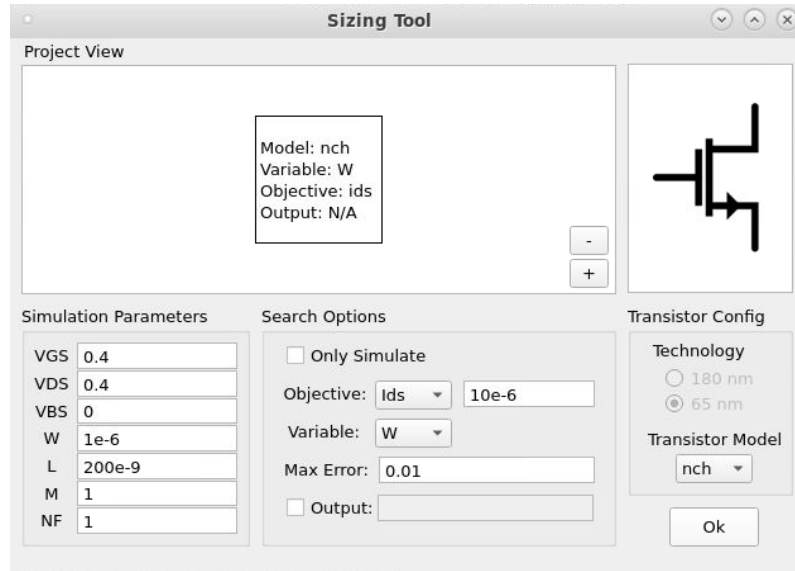 Sizing Tool
Project View
Model: nch
Variable: W
Objective: ids
Output: N/A
-
+
Simulation Parameters
VGS 0.4
VDS 0.4
VBS 0
W 1e-6
L 200e-9
M 1
NF 1
Search Options
Only Simulate
Objective: Ids 10e-6
Variable: W
Max Error: 0.01
Output:
Transistor Config
Technology
180 nm
65 nm
Transistor Model
nch
Ok